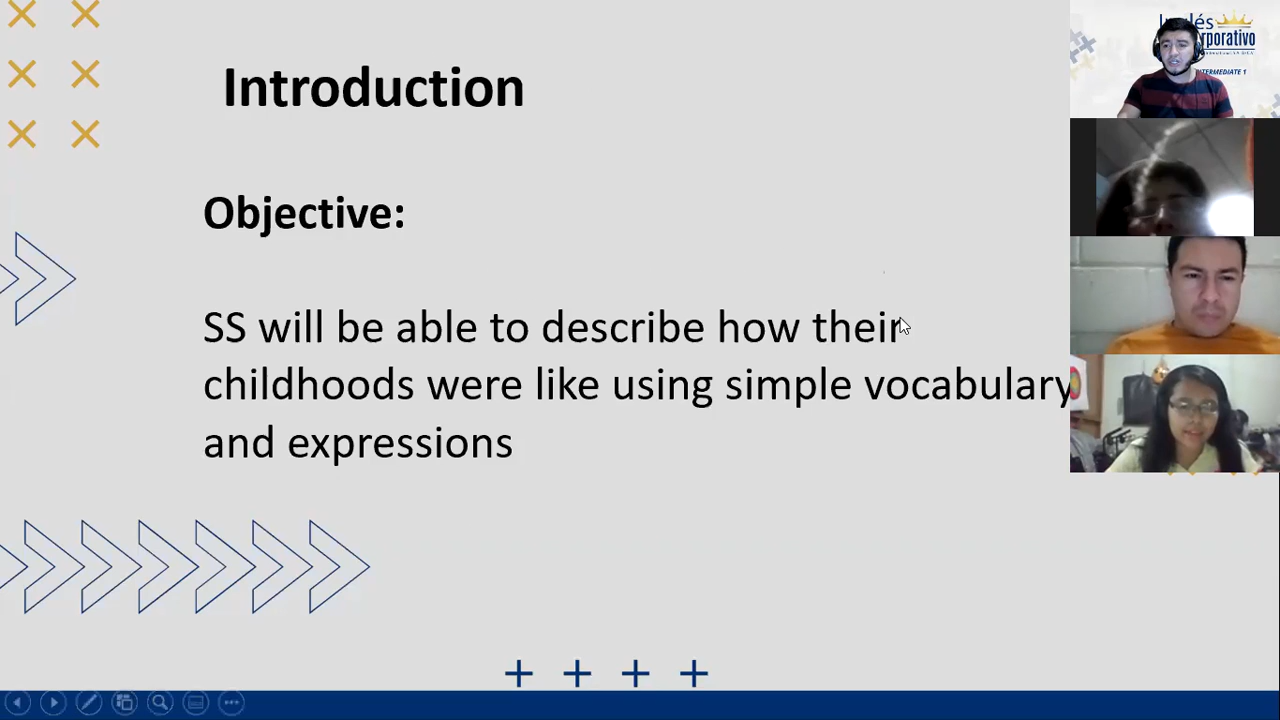 Introduction
Objective:
SS will be able to describe how their
childhoods were like using simple vocabulary
and expressions